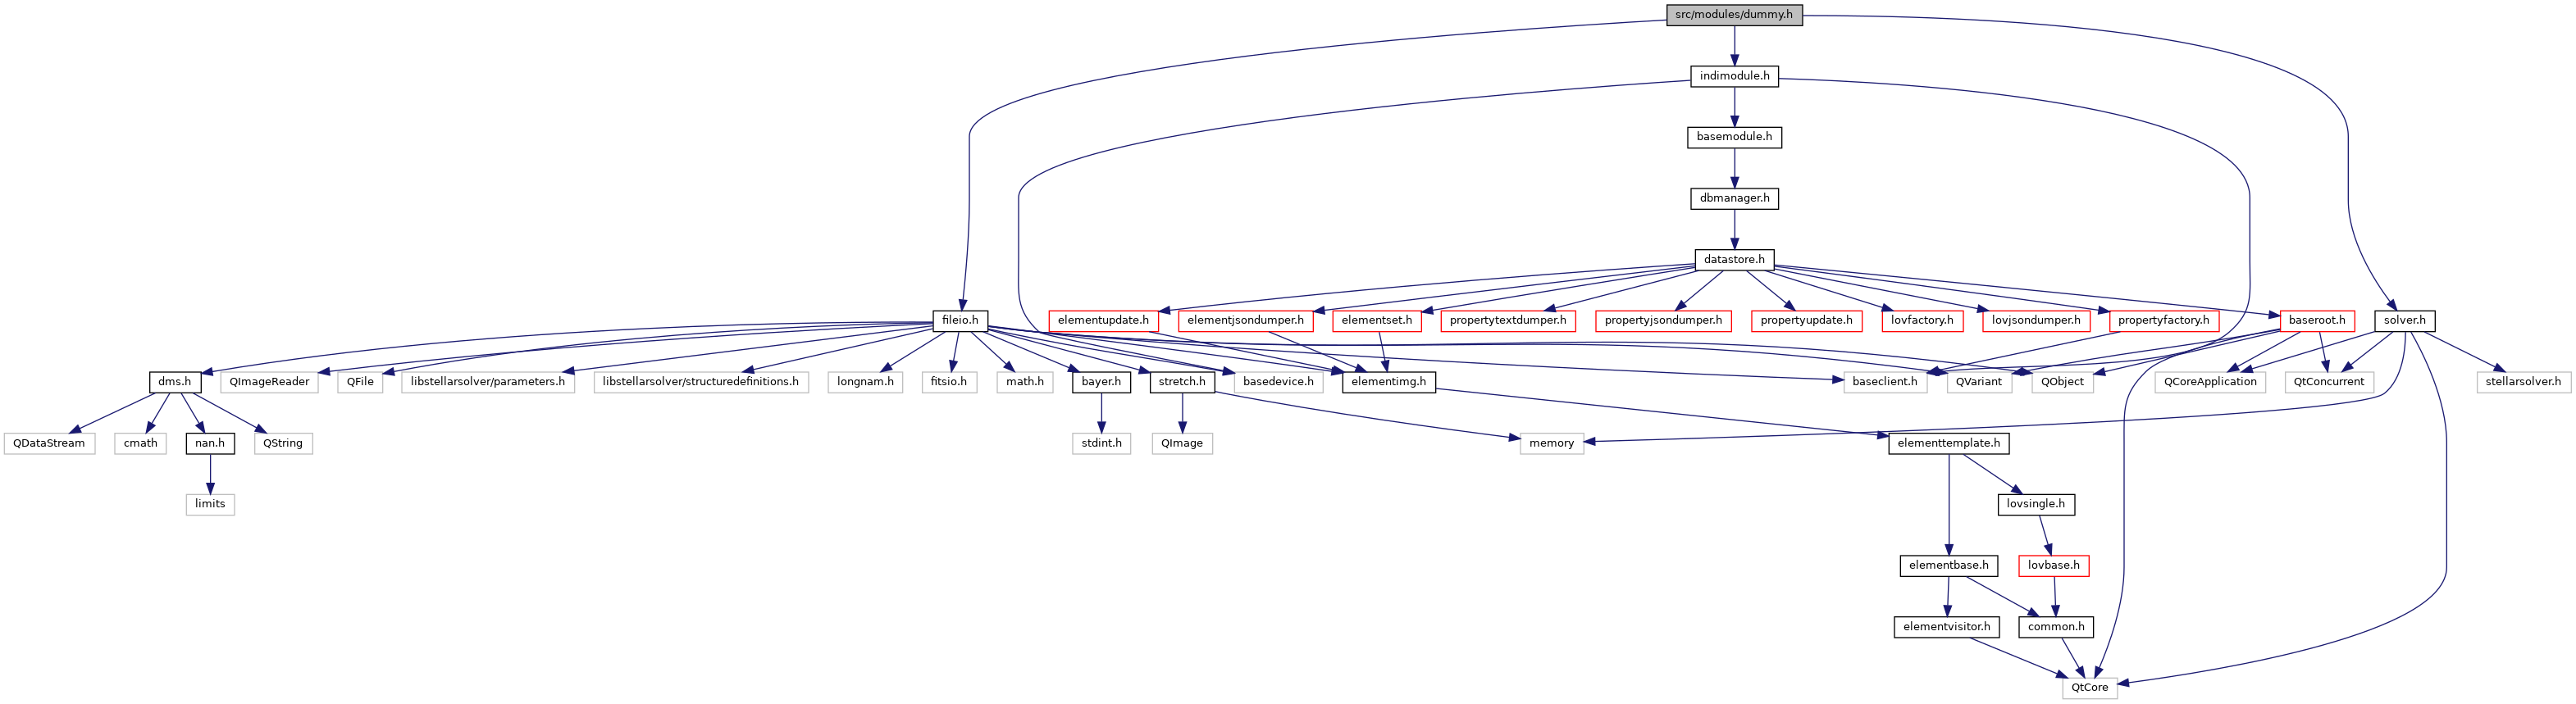 src/modules/dummy.h
indimodule.h
basemodule.h
dbmanager.h
datastore.h
fileio.h
elementupdate.h
elementjsondumper.h
elementset.h
propertytextdumper.h
propertyjsondumper.h
propertyupdate.h
lovfactory.h
lovjsondumper.h
propertyfactory.h
baseroot.h
solver.h
dms.h
QImageReader
QFile
libstellarsolver/parameters.h
libstellarsolver/structuredefinitions.h
longnam.h
fitsio.h
math.h
bayer.h
stretch.h
basedevice.h
elementimg.h
baseclient.h
QVariant
QObject
QCoreApplication
QtConcurrent
stellarsolver.h
QDataStream
cmath
nan.h
QString
stdint.h
QImage
memory
elementtemplate.h
limits
lovsingle.h
elementbase.h
lovbase.h
elementvisitor.h
common.h
QtCore